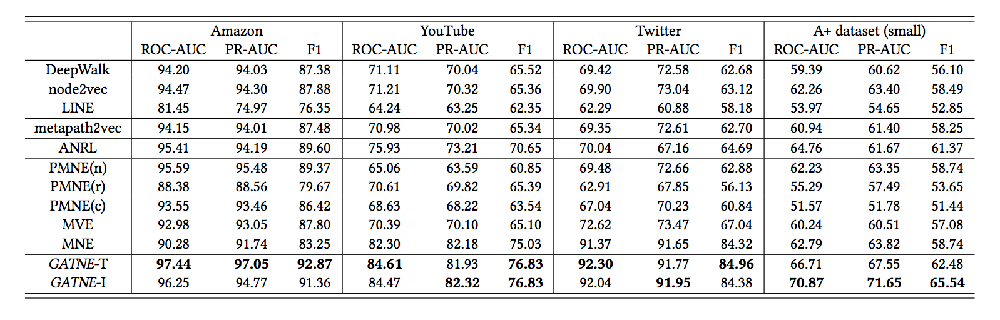 Amazon YouTube Twitter A+ dataset (small)
ROC-AUC PR-AUC F1 ROC-AUC PR-AUC F1 ROC-AUC PR-AUC F1 ROC-AUC PR-AUC F1
DeepWalk 94.20 94.03 87.38 71.11 70.04 65.52 69.42 72.58 62.68 59.39 60.62 56.10
node2vec 94.47 94.30 87.88 71.21 70.32 65.36 69.90 73.04 63.12 62.26 63.40 58.49
LINE 81.45 74.97 76.35 64.24 63.25 62.35 62.29 60.88 58.18 53.97 54.65 52.85
metapath2vec 94.15 94.01 87.48 70.98 70.02 65.34 69.35 72.61 62.70 60.94 61.40 58.25
ANRL 95.41 94.19 89.60 75.93 73.21 70.65 70.04 67.16 64.69 64.76 61.67 61.37
PMNE(n) 95.59 95.48 89.37 65.06 63.59 60.85 69.48 72.66 62.88 62.23 63.35 58.74
PMNE(r) 88.38 88.56 79.67 70.61 69.82 65.39 62.91 67.85 56.13 55.29 57.49 53.65
PMNE(c) 93.55 93.46 86.42 68.63 68.22 63.54 67.04 70.23 60.84 51.57 51.78 51.44
MVE 92.98 93.05 87.80 70.39 70.10 65.10 72.62 73.47 67.04 60.24 60.51 57.08
MNE 90.28 91.74 83.25 82.30 82.18 75.03 91.37 91.65 84.32 62.79 63.82 58.74
GATNE-T 97.44 97.05 92.87 84.61 81.93 76.83 92.30 91.77 84.96 66.71 67.55 62.48
GATNE-I 96.25 94.77 91.36 84.47 82.32 76.83 92.04 91.95 84.38 70.87 71.65 65.54